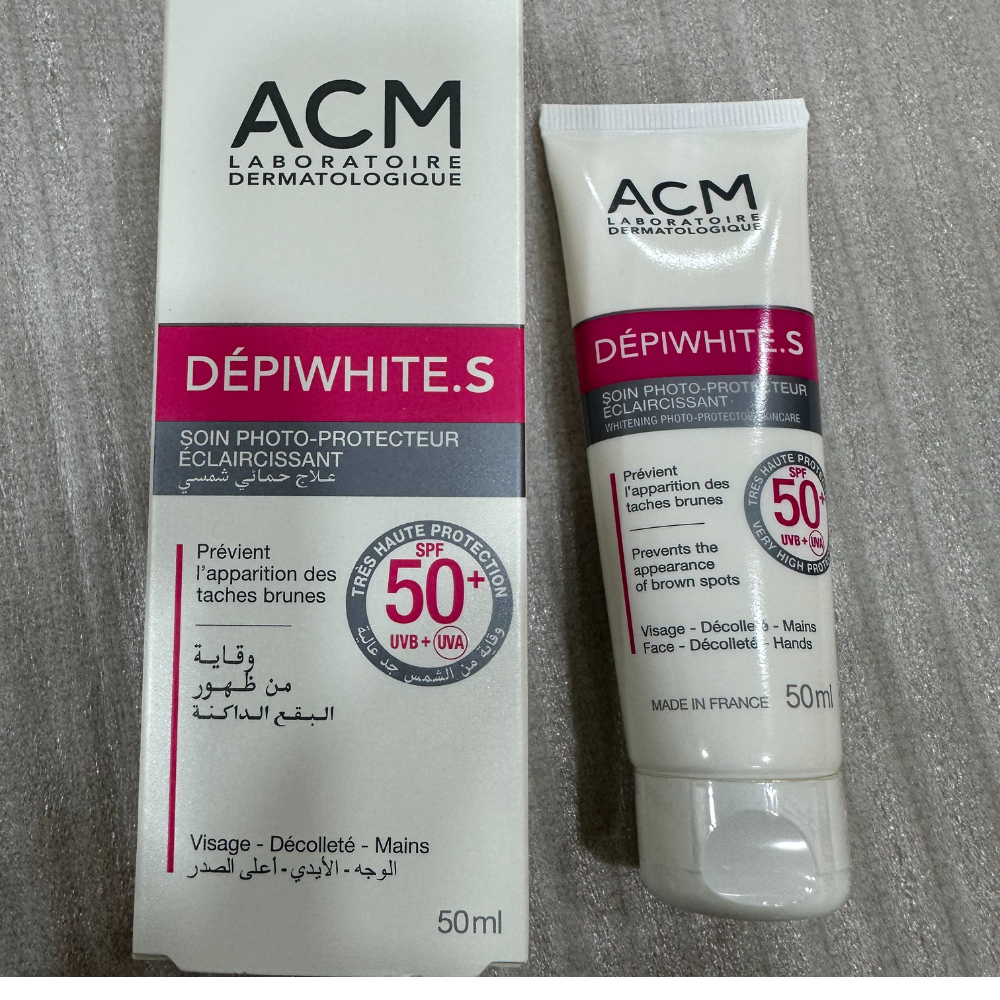 ACM
LABORATOIRE
DERMATOLOGIQUE
DÉPIWHITE.S
SOIN PHOTO-PROTECTEUR
ÉCLAIRCISSANT
علاج حمائي شمسي
Prévient
l'apparition des
taches brunes
وقاية
من ظهور
البقع الداكنة
TRÈS HAUTE PROTECTION
SPF
50+
UVB + UVA
وقاية من الشمس جد عالية
Visage - Décolleté - Mains
الوجه - الأيدي - أعلى الصدر
50ml
ACM
LABORATOIRE
DERMATOLOGIQUE
DÉPIWHITE.S
SOIN PHOTO-PROTECTEUR
ÉCLAIRCISSANT
WHITENING PHOTO-PROTECTOR SKINCARE
Prévient
l'apparition des
taches brunes
Prevents the
appearance
of brown spots
TRÈS HAUTE
SPF
50+
UVB + UVA
VERY HIGH
Visage - Décolleté - Mains
Face - Décolleté - Hands
MADE IN FRANCE 50ml